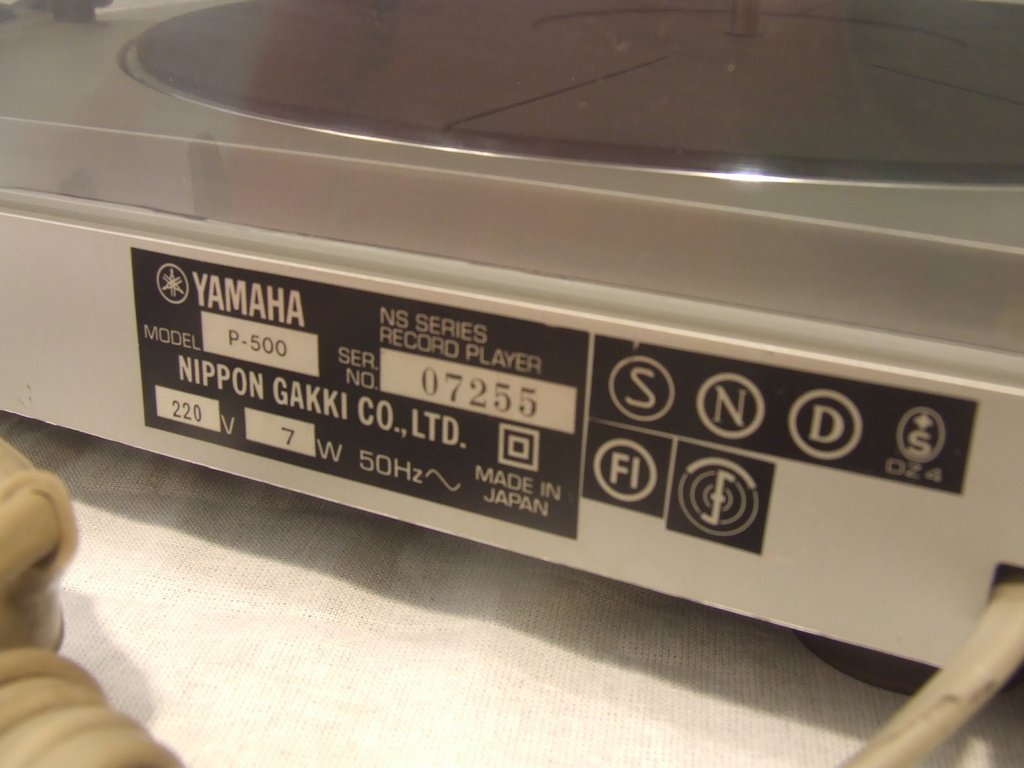 YAMAHA
MODEL P-500
NS SERIES
RECORD PLAYER
SER. NO. 07255
NIPPON GAKKI CO., LTD.
220 V 7 W 50Hz~
MADE IN
JAPAN
S N D +S
DZ4
FI